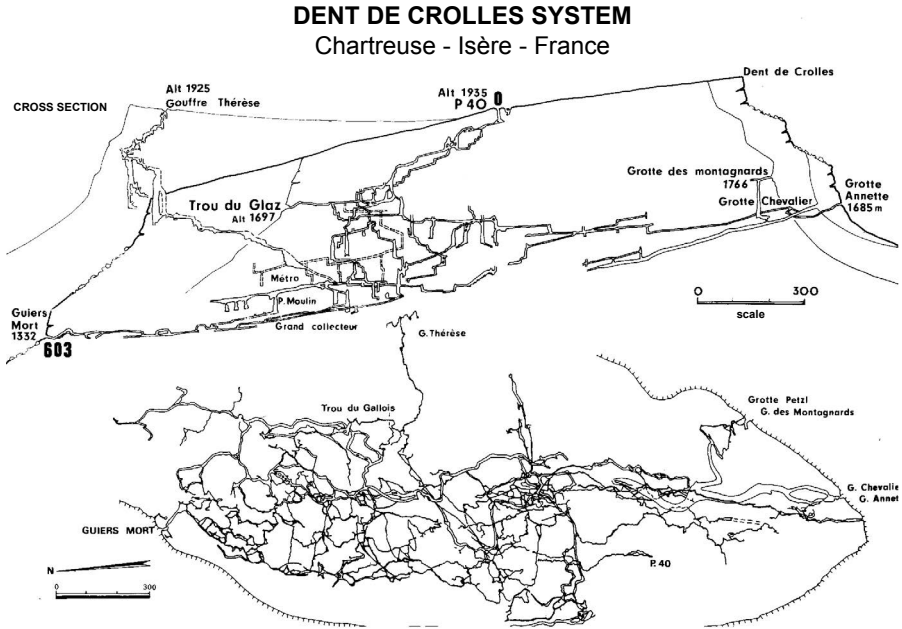 DENT DE CROLLES SYSTEM
Chartreuse - Isère - France
CROSS SECTION
Alt 1925
Gouffre Thérèse
Alt 1935
P 40 0
Dent de Crolles
Grotte des montagnards
1766
Grotte Chevalier
Grotte
Annette
1685 m
Trou du Glaz
Alt 1697
Métro
P. Moulin
Grand collecteur
Guiers
Mort
1332
603
0 300
scale
G. Thérèse
Trou du Gallois
Grotte Petzl
G. des Montagnards
G. Chevalie
G. Annet
GUIERS MORT
P. 40
N
0 300